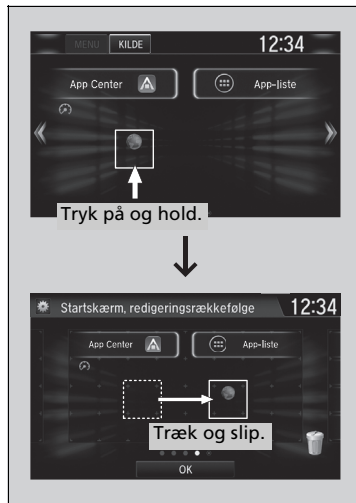 MENU KILDE 12:34
App Center App-liste
Tryk på og hold.
Startskærm, redigeringsrækkefølge 12:34
App Center App-liste
Træk og slip.
OK